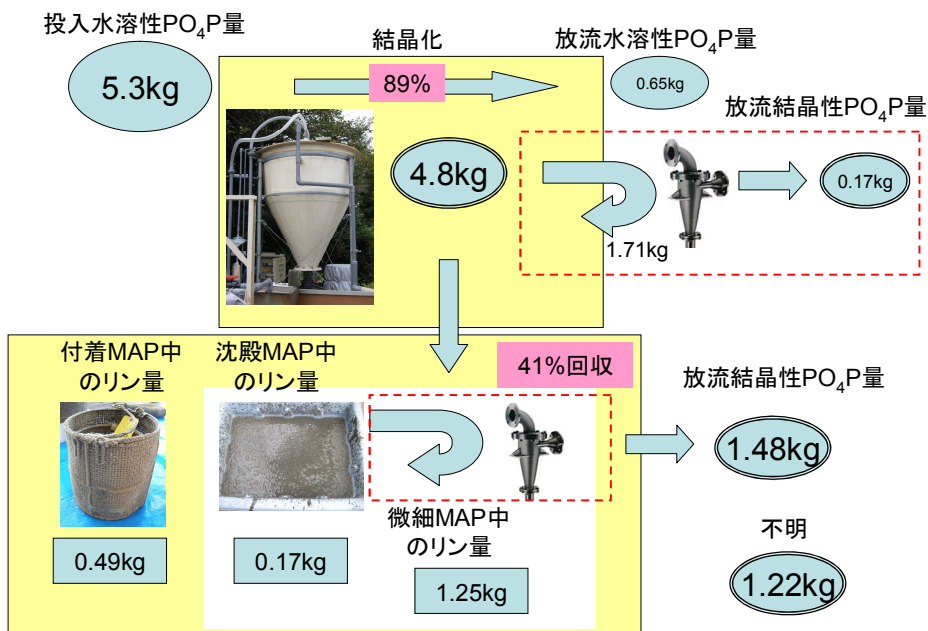 投入水溶性PO₄P量
5.3kg
結晶化
89%
放流水溶性PO₄P量
0.65kg
放流結晶性PO₄P量
4.8kg
0.17kg
1.71kg
付着MAP中
のリン量
沈殿MAP中
のリン量
41%回収
放流結晶性PO₄P量
1.48kg
微細MAP中
のリン量
不明
0.49kg
0.17kg
1.25kg
1.22kg